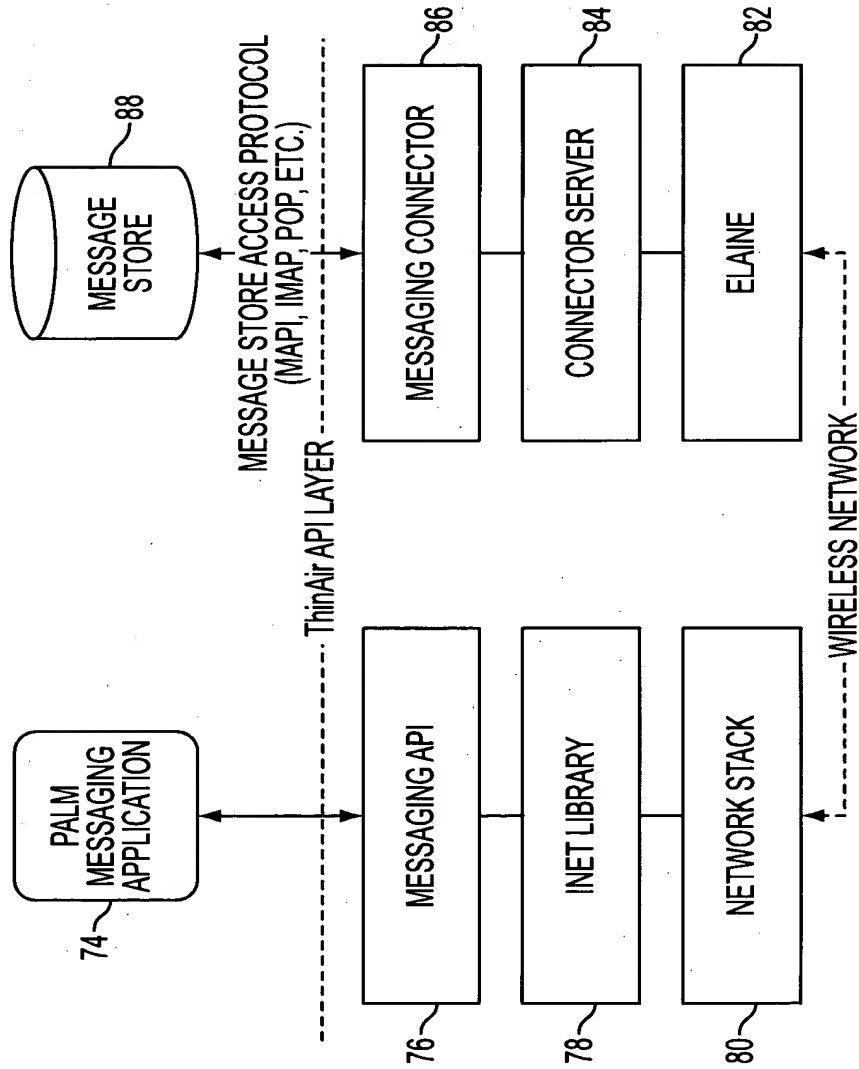 PALM
MESSAGING
APPLICATION
74
MESSAGE
STORE
88
MESSAGE STORE ACCESS PROTOCOL
(MAPI, IMAP, POP, ETC.)
ThinAir API LAYER
MESSAGING API
76
MESSAGING CONNECTOR
86
INET LIBRARY
78
CONNECTOR SERVER
84
NETWORK STACK
80
ELAINE
82
WIRELESS NETWORK